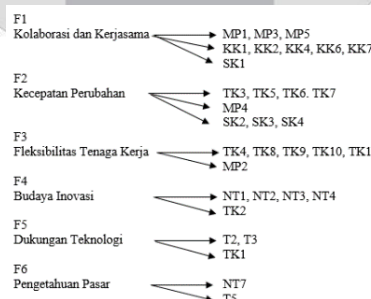 F1
Kolaborasi dan Kerjasama MP1, MP3, MP5
KK1, KK2, KK4, KK6, KK7
SK1
F2
Kecepatan Perubahan TK3, TK5, TK6. TK7
MP4
SK2, SK3, SK4
F3
Fleksibilitas Tenaga Kerja TK4, TK8, TK9, TK10,
MP2
F4
Budaya Inovasi NT1, NT2, NT3, NT4
TK2
F5
Dukungan Teknologi T2, T3
TK1
F6
Pengetahuan Pasar NT7
T5